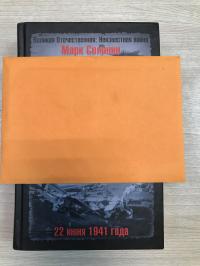 Великая Отечественная: Неизвестная война
Марк Солонин
22 июня 1941 года